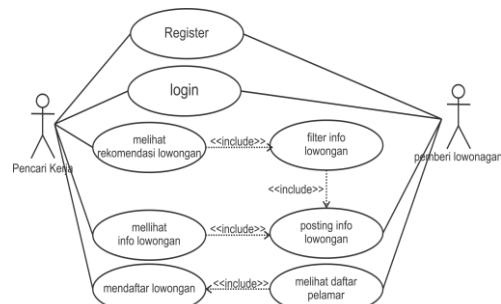 Register
login
melihat
rekomendasi lowongan
<<include>>
filter info
lowongan
Pencari Kerja
pemberi lowonagan
<<include>>
mellihat
info lowongan
<<include>>
posting info
lowongan
mendaftar lowongan
<<include>>
melihat daftar
pelamar